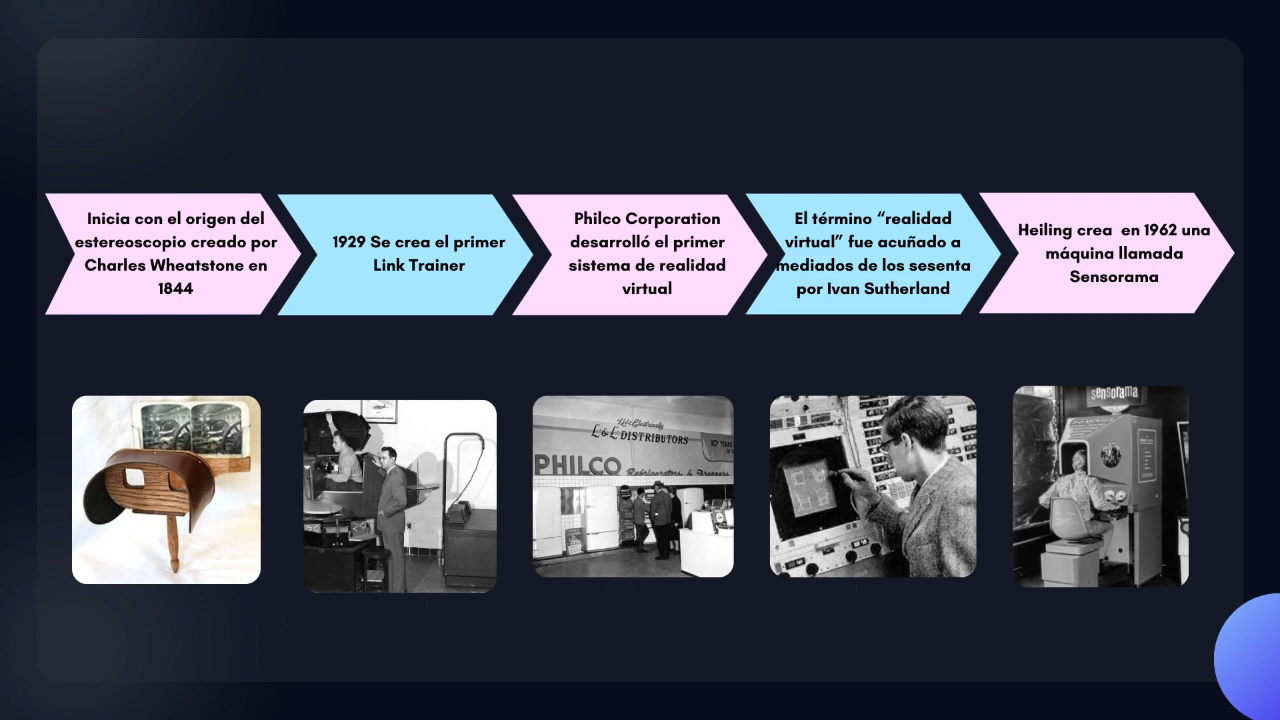 Inicia con el origen del
estereoscopio creado por
Charles Wheatstone en
1844
1929 Se crea el primer
Link Trainer
Philco Corporation
desarrolló el primer
sistema de realidad
virtual
El término “realidad
virtual” fue acuñado a
mediados de los sesenta
por Ivan Sutherland
Heiling crea  en 1962 una
máquina llamada
Sensorama
L&L DISTRIBUTORS
PHILCO Refrigerators & Freezers
sensorama